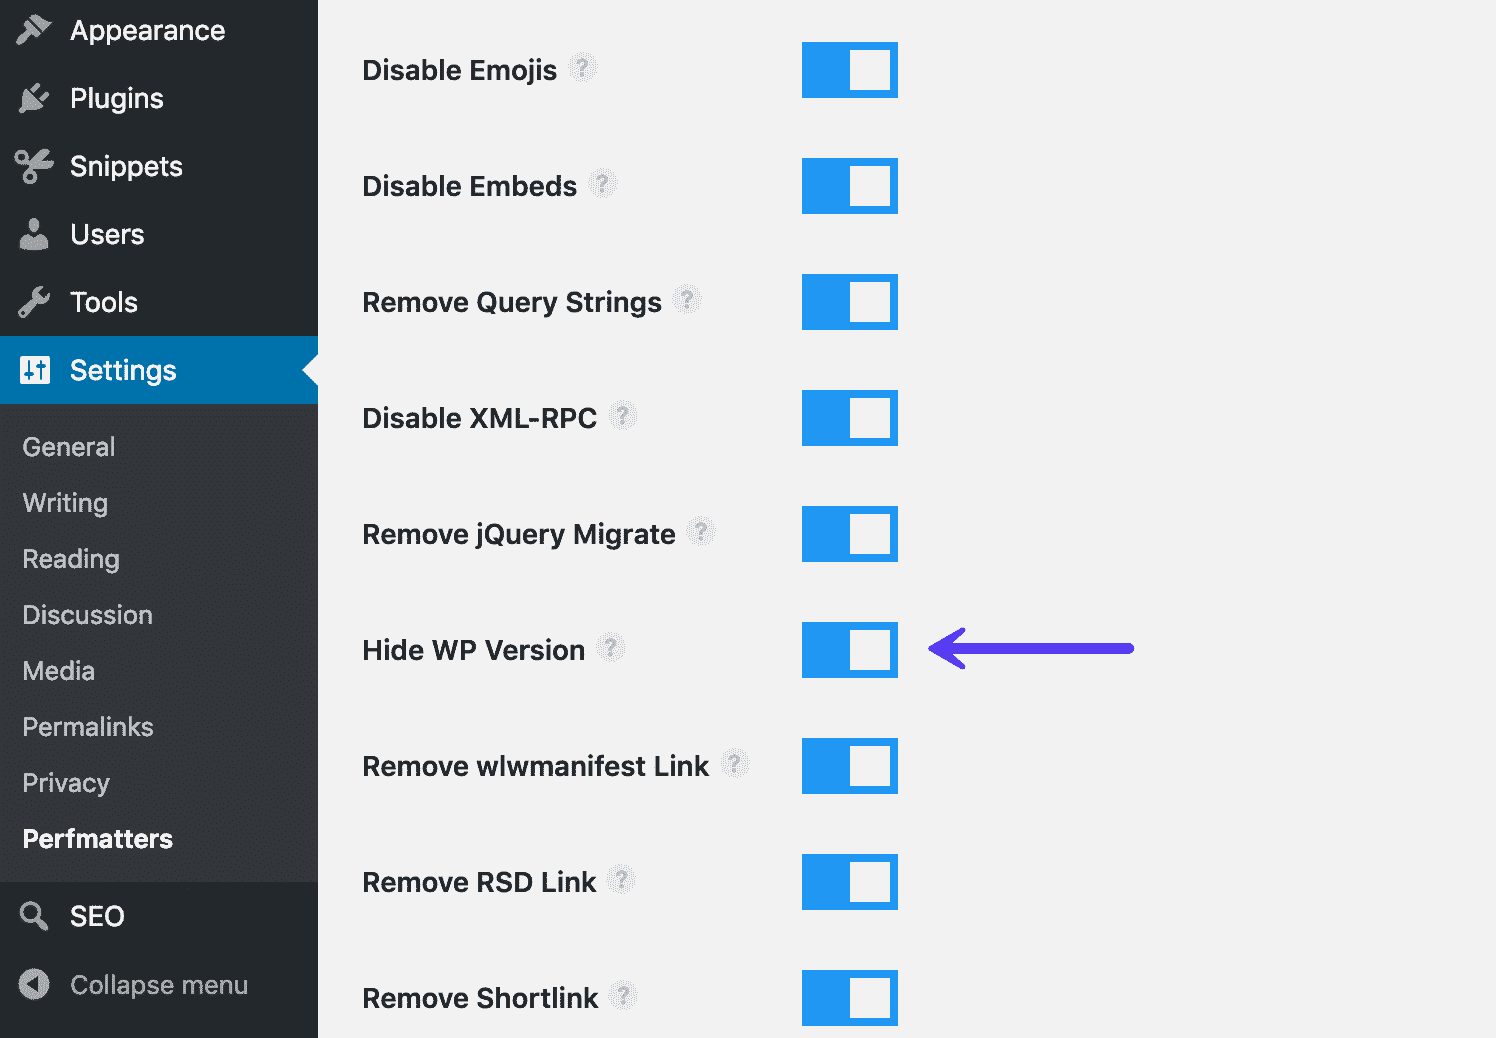 Appearance
Plugins
Snippets
Users
Tools
Settings
General
Writing
Reading
Discussion
Media
Permalinks
Privacy
Perfmatters
SEO
Collapse menu
Disable Emojis ?
Disable Embeds ?
Remove Query Strings ?
Disable XML-RPC ?
Remove jQuery Migrate ?
Hide WP Version ?
Remove wlwmanifest Link ?
Remove RSD Link ?
Remove Shortlink ?